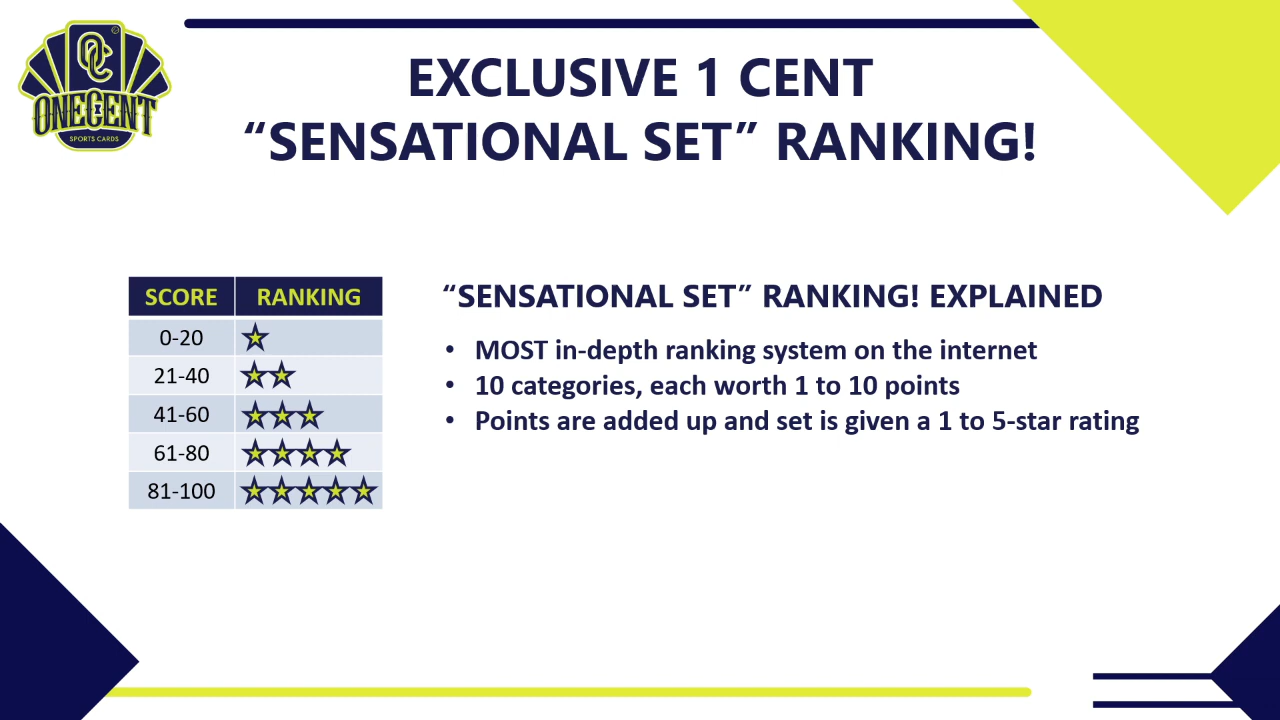 OC
ONECENT
SPORTS CARDS
EXCLUSIVE 1 CENT
“SENSATIONAL SET” RANKING!
SCORE RANKING
0-20
21-40
41-60
61-80
81-100
“SENSATIONAL SET” RANKING! EXPLAINED
• MOST in-depth ranking system on the internet
• 10 categories, each worth 1 to 10 points
• Points are added up and set is given a 1 to 5-star rating